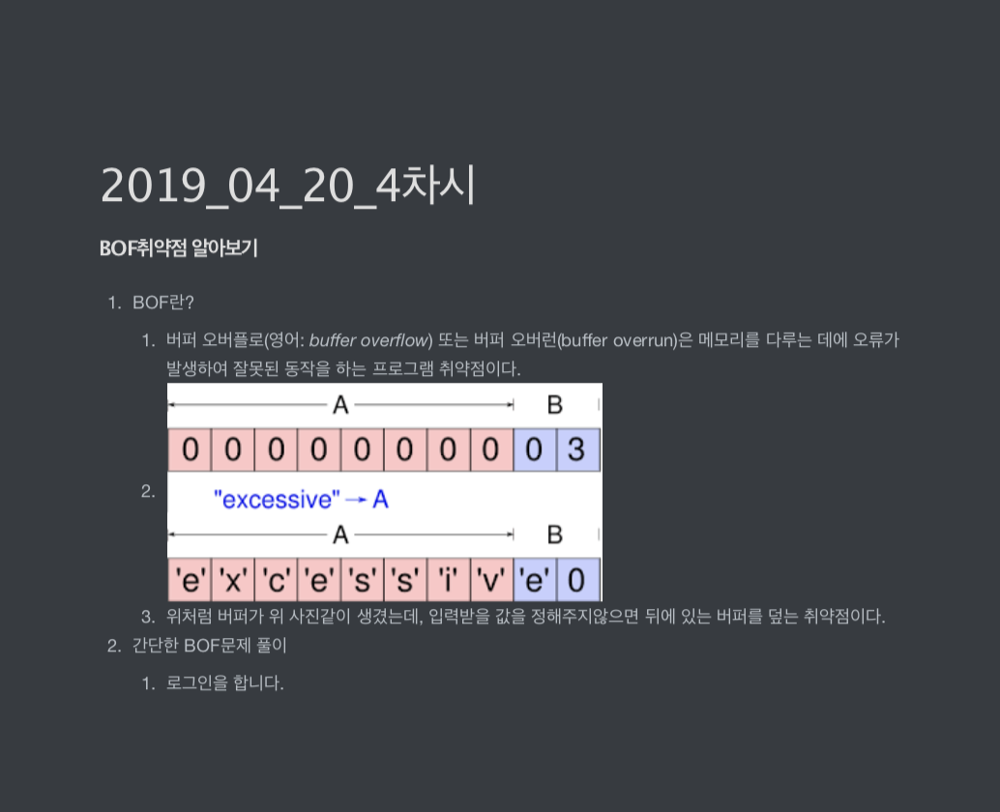 2019_04_20_4차시
BOF취약점 알아보기
1. BOF란?
1. 버퍼 오버플로(영어: buffer overflow) 또는 버퍼 오버런(buffer overrun)은 메모리를 다루는 데에 오류가
발생하여 잘못된 동작을 하는 프로그램 취약점이다.
A B
0 0 0 0 0 0 0 0 0 3
2. "excessive" → A
A B
'e' 'x' 'c' 'e' 's' 's' 'i' 'v' 'e' 0
3. 위처럼 버퍼가 위 사진같이 생겼는데, 입력받을 값을 정해주지않으면 뒤에 있는 버퍼를 덮는 취약점이다.
2. 간단한 BOF문제 풀이
1. 로그인을 합니다.